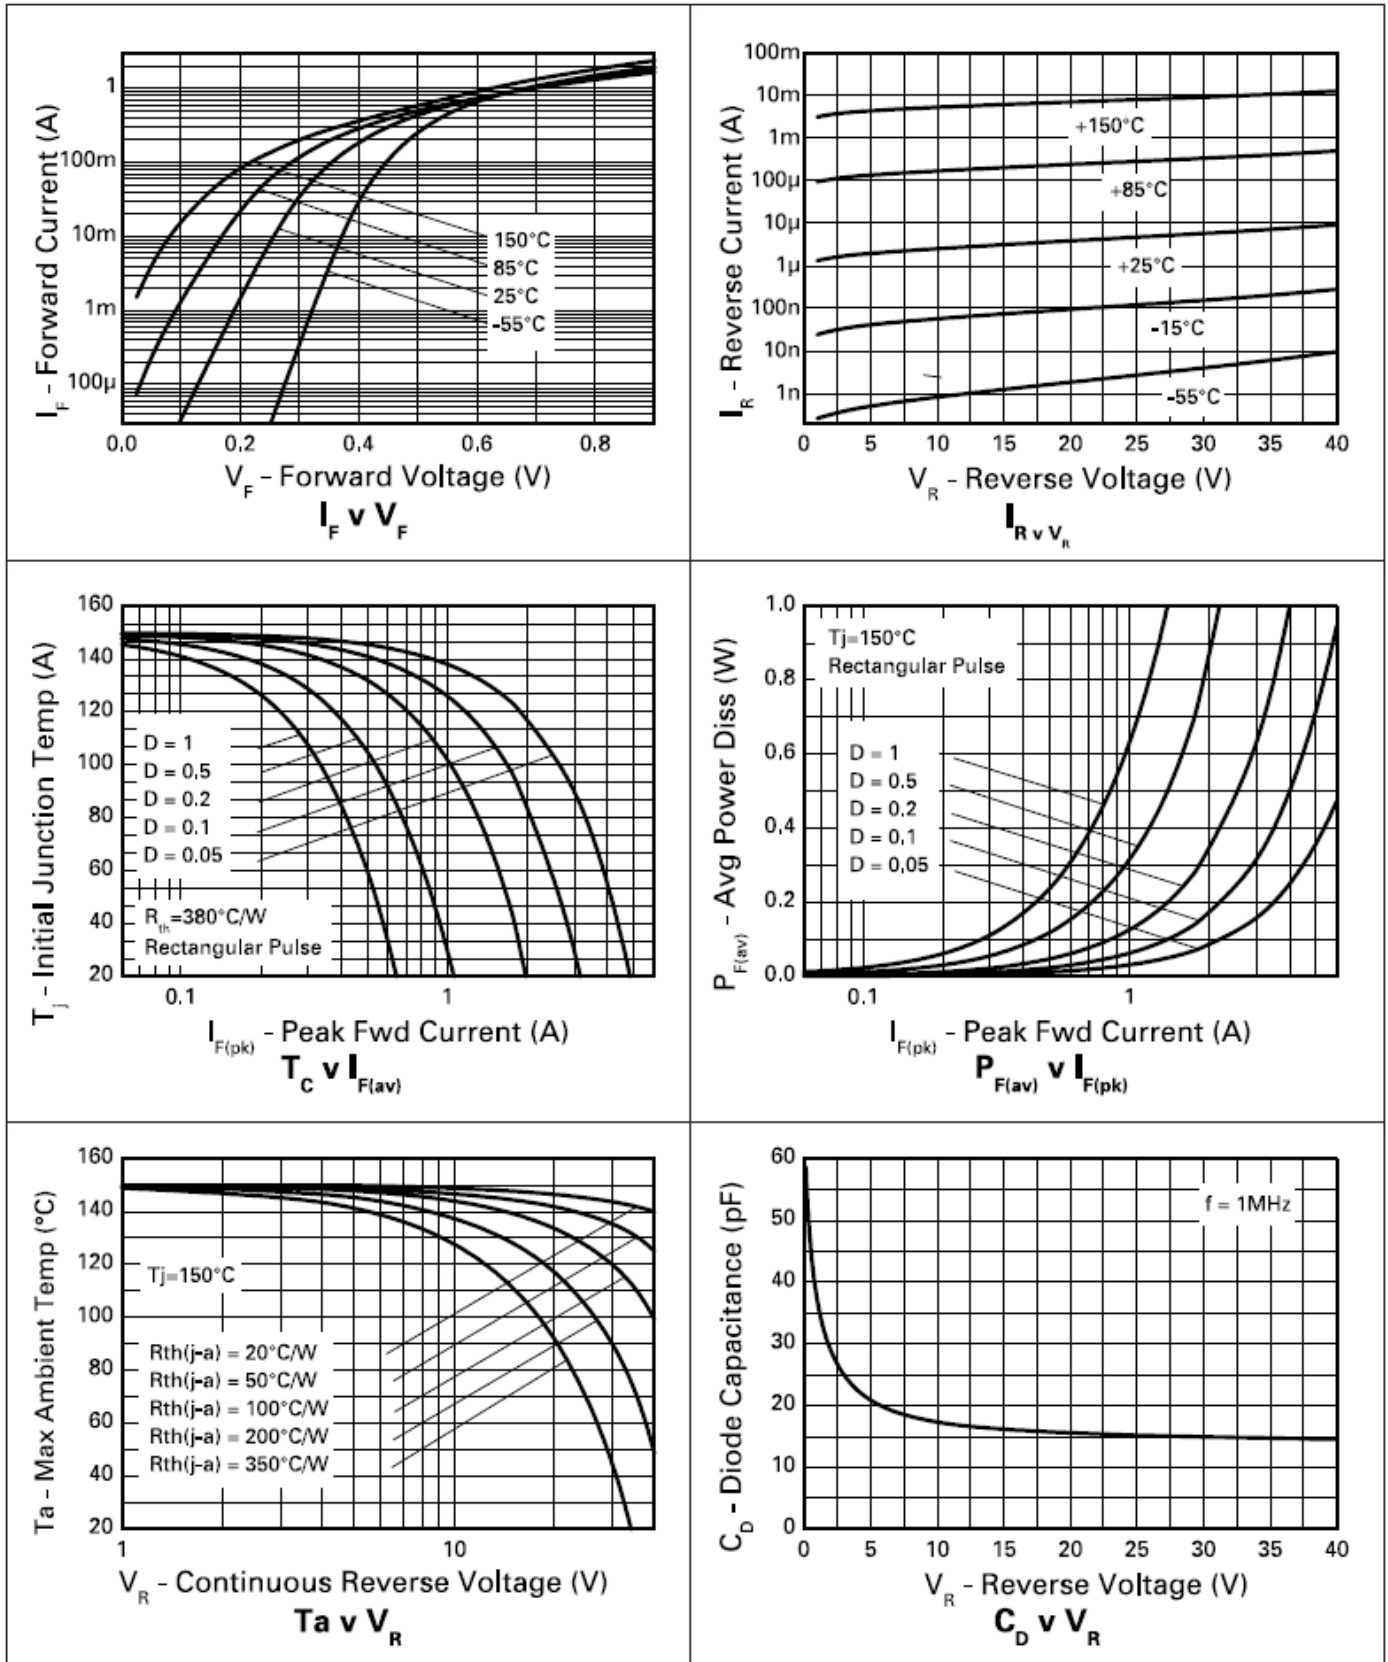 I_F – Forward Current (A)
1
100m
10m
1m
100µ
150°C
85°C
25°C
-55°C
0.0 0.2 0.4 0.6 0.8
V_F – Forward Voltage (V)
I_F v V_F
I_R - Reverse Current (A)
100m
10m
1m
100µ
10µ
1µ
100n
10n
1n
+150°C
+85°C
+25°C
-15°C
-55°C
0 5 10 15 20 25 30 35 40
V_R - Reverse Voltage (V)
I_R v V_R
T_j - Initial Junction Temp (A)
160
140
120
100
80
60
40
20
D = 1
D = 0.5
D = 0.2
D = 0.1
D = 0.05
R_th=380°C/W
Rectangular Pulse
0.1 1
I_F(pk) - Peak Fwd Current (A)
T_C v I_F(av)
P_F(av) - Avg Power Diss (W)
1.0
0.8
0.6
0.4
0.2
0.0
Tj=150°C
Rectangular Pulse
D = 1
D = 0.5
D = 0.2
D = 0.1
D = 0.05
0.1 1
I_F(pk) - Peak Fwd Current (A)
P_F(av) v I_F(pk)
Ta - Max Ambient Temp (°C)
160
140
120
100
80
60
40
20
Tj=150°C
Rth(j-a) = 20°C/W
Rth(j-a) = 50°C/W
Rth(j-a) = 100°C/W
Rth(j-a) = 200°C/W
Rth(j-a) = 350°C/W
1 10
V_R - Continuous Reverse Voltage (V)
Ta v V_R
C_D - Diode Capacitance (pF)
60
50
40
30
20
10
0
f = 1MHz
0 5 10 15 20 25 30 35 40
V_R - Reverse Voltage (V)
C_D v V_R